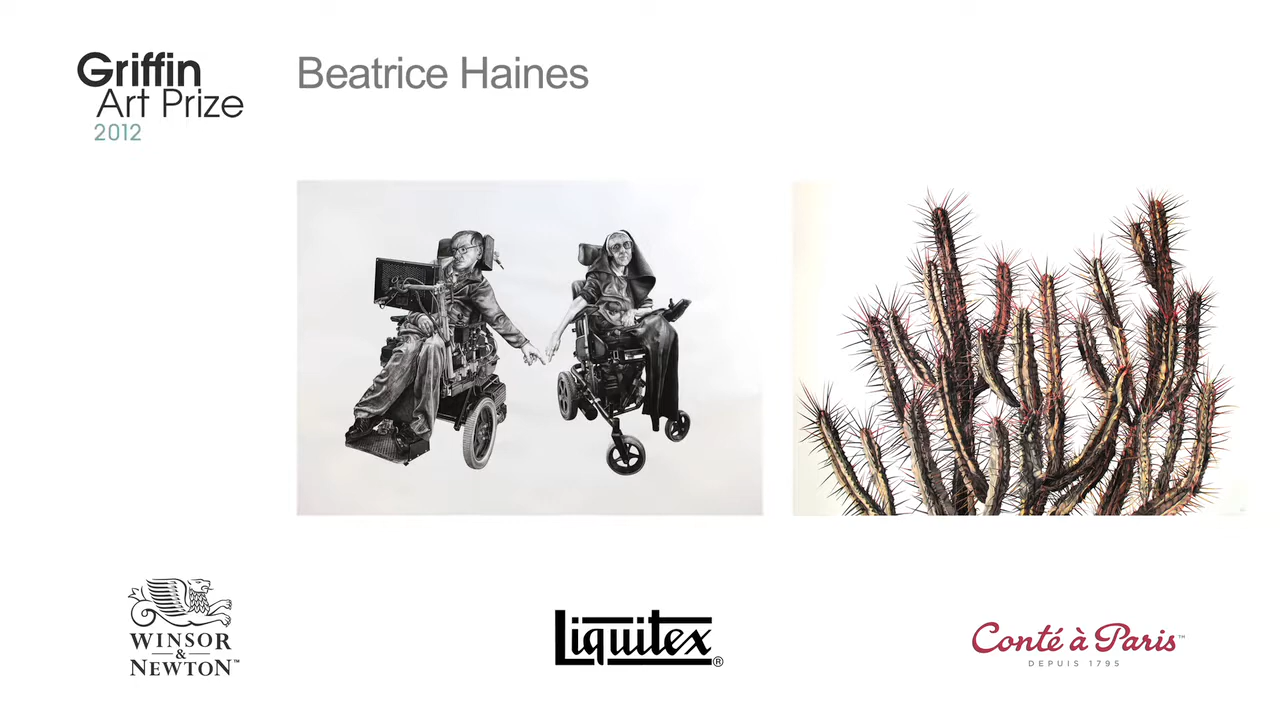 Griffin
Art Prize
2012
Beatrice Haines
WINSOR
&
NEWTON™
Liquitex®
Conté à Paris™
DEPUIS 1795